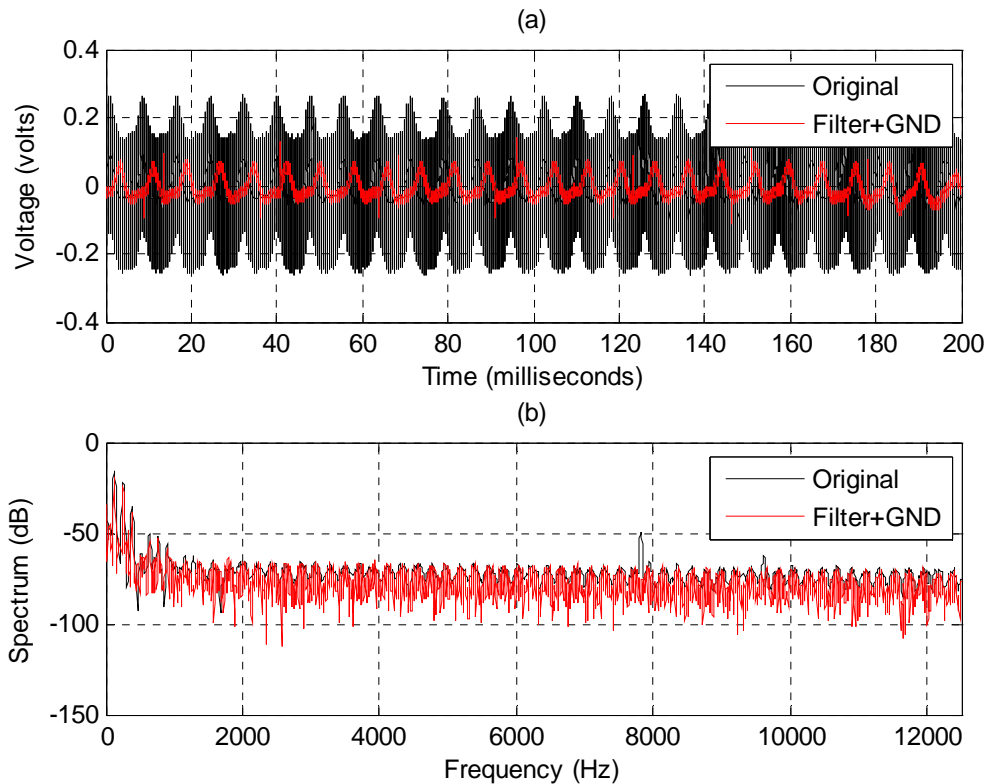 (a)
0.4
0.2
0
-0.2
-0.4
Voltage (volts)
Original
Filter+GND
0 20 40 60 80 100 120 140 160 180 200
Time (milliseconds)
(b)
0
-50
-100
-150
Spectrum (dB)
Original
Filter+GND
0 2000 4000 6000 8000 10000 12000
Frequency (Hz)